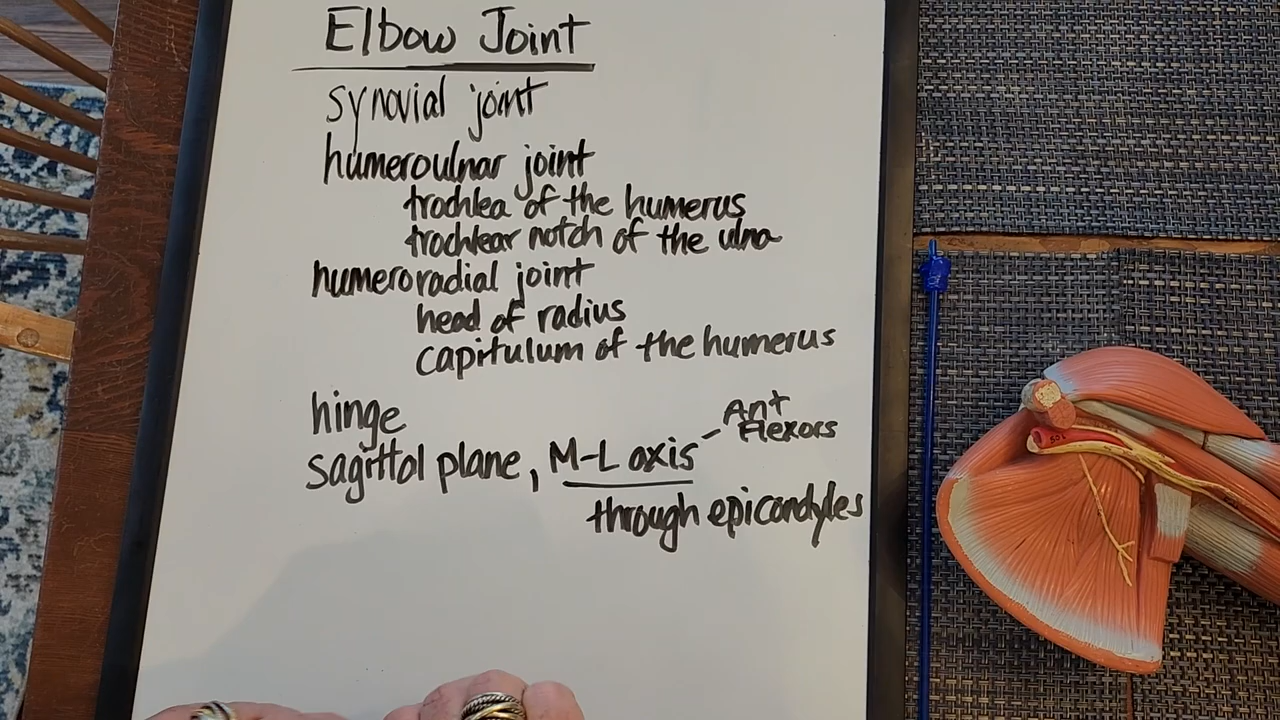 Elbow Joint
synovial joint
humeroulnar joint
trochlea of the humerus
trochlear notch of the ulna
humeroradial joint
head of radius
capitulum of the humerus
hinge
Ant
Flexors
sagittal plane, M-L axis -
through epicondyles